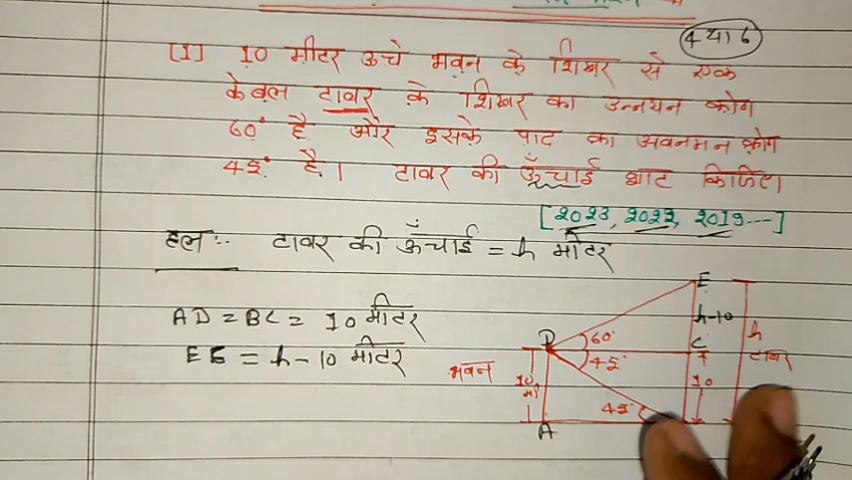 4 या 6
[1] 10 मीटर ऊचे भवन के शिखर से एक
केबल टावर के शिखर का उन्नयन कोण
60° है और इसके पाद का अवनमन कोण
45° है। टावर की ऊँचाई ज्ञात किजिए।
[2023, 2022, 2019---]
हल :- टावर की ऊँचाई = h मीटर
AD = BC = 10 मीटर
= h - 10 मीटर
E
h-10
h
टावर
D
60°
C
45°
भवन
10
मी
10
45°
A